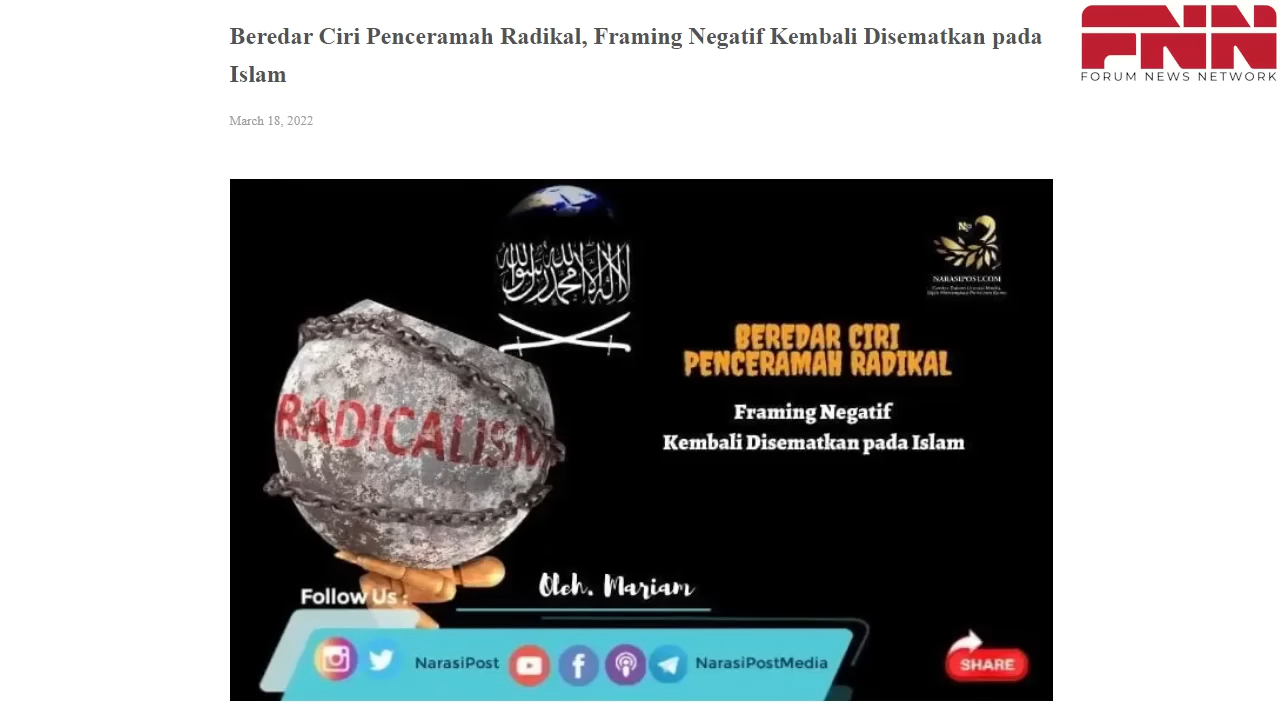 Beredar Ciri Penceramah Radikal, Framing Negatif Kembali Disematkan pada
Islam
March 18, 2022
FNN
FORUM NEWS NETWORK
لا إله إلا الله محمد رسول الله
NARASIPOST.COM
BEREDAR CIRI
PENCERAMAH RADIKAL
Framing Negatif
Kembali Disematkan pada Islam
RADICALISM
Oleh. Mariam
Follow Us :
NarasiPost
NarasiPostMedia
SHARE